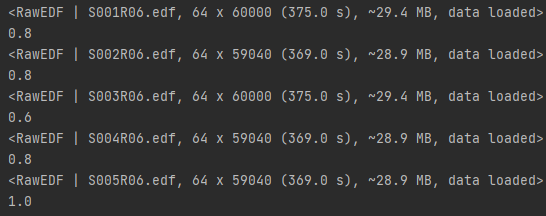 <RawEDF | S001R06.edf, 64 x 60000 (375.0 s), ~29.4 MB, data loaded>
0.8
<RawEDF | S002R06.edf, 64 x 59040 (369.0 s), ~28.9 MB, data loaded>
0.8
<RawEDF | S003R06.edf, 64 x 60000 (375.0 s), ~29.4 MB, data loaded>
0.6
<RawEDF | S004R06.edf, 64 x 59040 (369.0 s), ~28.9 MB, data loaded>
0.8
<RawEDF | S005R06.edf, 64 x 59040 (369.0 s), ~28.9 MB, data loaded>
1.0